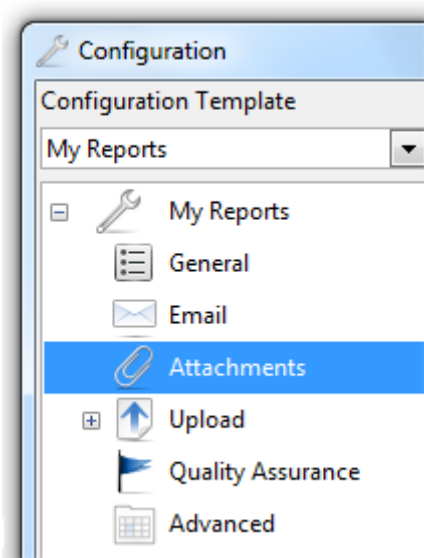 Configuration
Configuration Template
My Reports
My Reports
General
Email
Attachments
Upload
Quality Assurance
Advanced